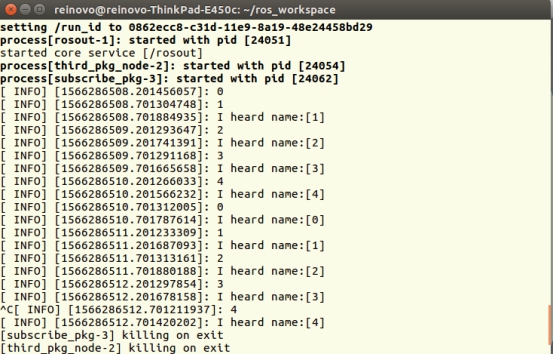 reinovo@reinovo-ThinkPad-E450c: ~/ros_workspace
setting /run_id to 0862ecc8-c31d-11e9-8a19-48e24458bd29
process[rosout-1]: started with pid [24051]
started core service [/rosout]
process[third_pkg_node-2]: started with pid [24054]
process[subscribe_pkg-3]: started with pid [24062]
[ INFO] [1566286508.201456057]: 0
[ INFO] [1566286508.701304748]: 1
[ INFO] [1566286508.701884935]: I heard name:[1]
[ INFO] [1566286509.201293647]: 2
[ INFO] [1566286509.201741391]: I heard name:[2]
[ INFO] [1566286509.701291168]: 3
[ INFO] [1566286509.701665658]: I heard name:[3]
[ INFO] [1566286510.201266033]: 4
[ INFO] [1566286510.201566232]: I heard name:[4]
[ INFO] [1566286510.701312005]: 0
[ INFO] [1566286510.701787614]: I heard name:[0]
[ INFO] [1566286511.201233309]: 1
[ INFO] [1566286511.201687093]: I heard name:[1]
[ INFO] [1566286511.701313161]: 2
[ INFO] [1566286511.701880188]: I heard name:[2]
[ INFO] [1566286512.201297854]: 3
[ INFO] [1566286512.201678158]: I heard name:[3]
^C[ INFO] [1566286512.701211937]: 4
[ INFO] [1566286512.701420202]: I heard name:[4]
[subscribe_pkg-3] killing on exit
[third_pkg_node-2] killing on exit